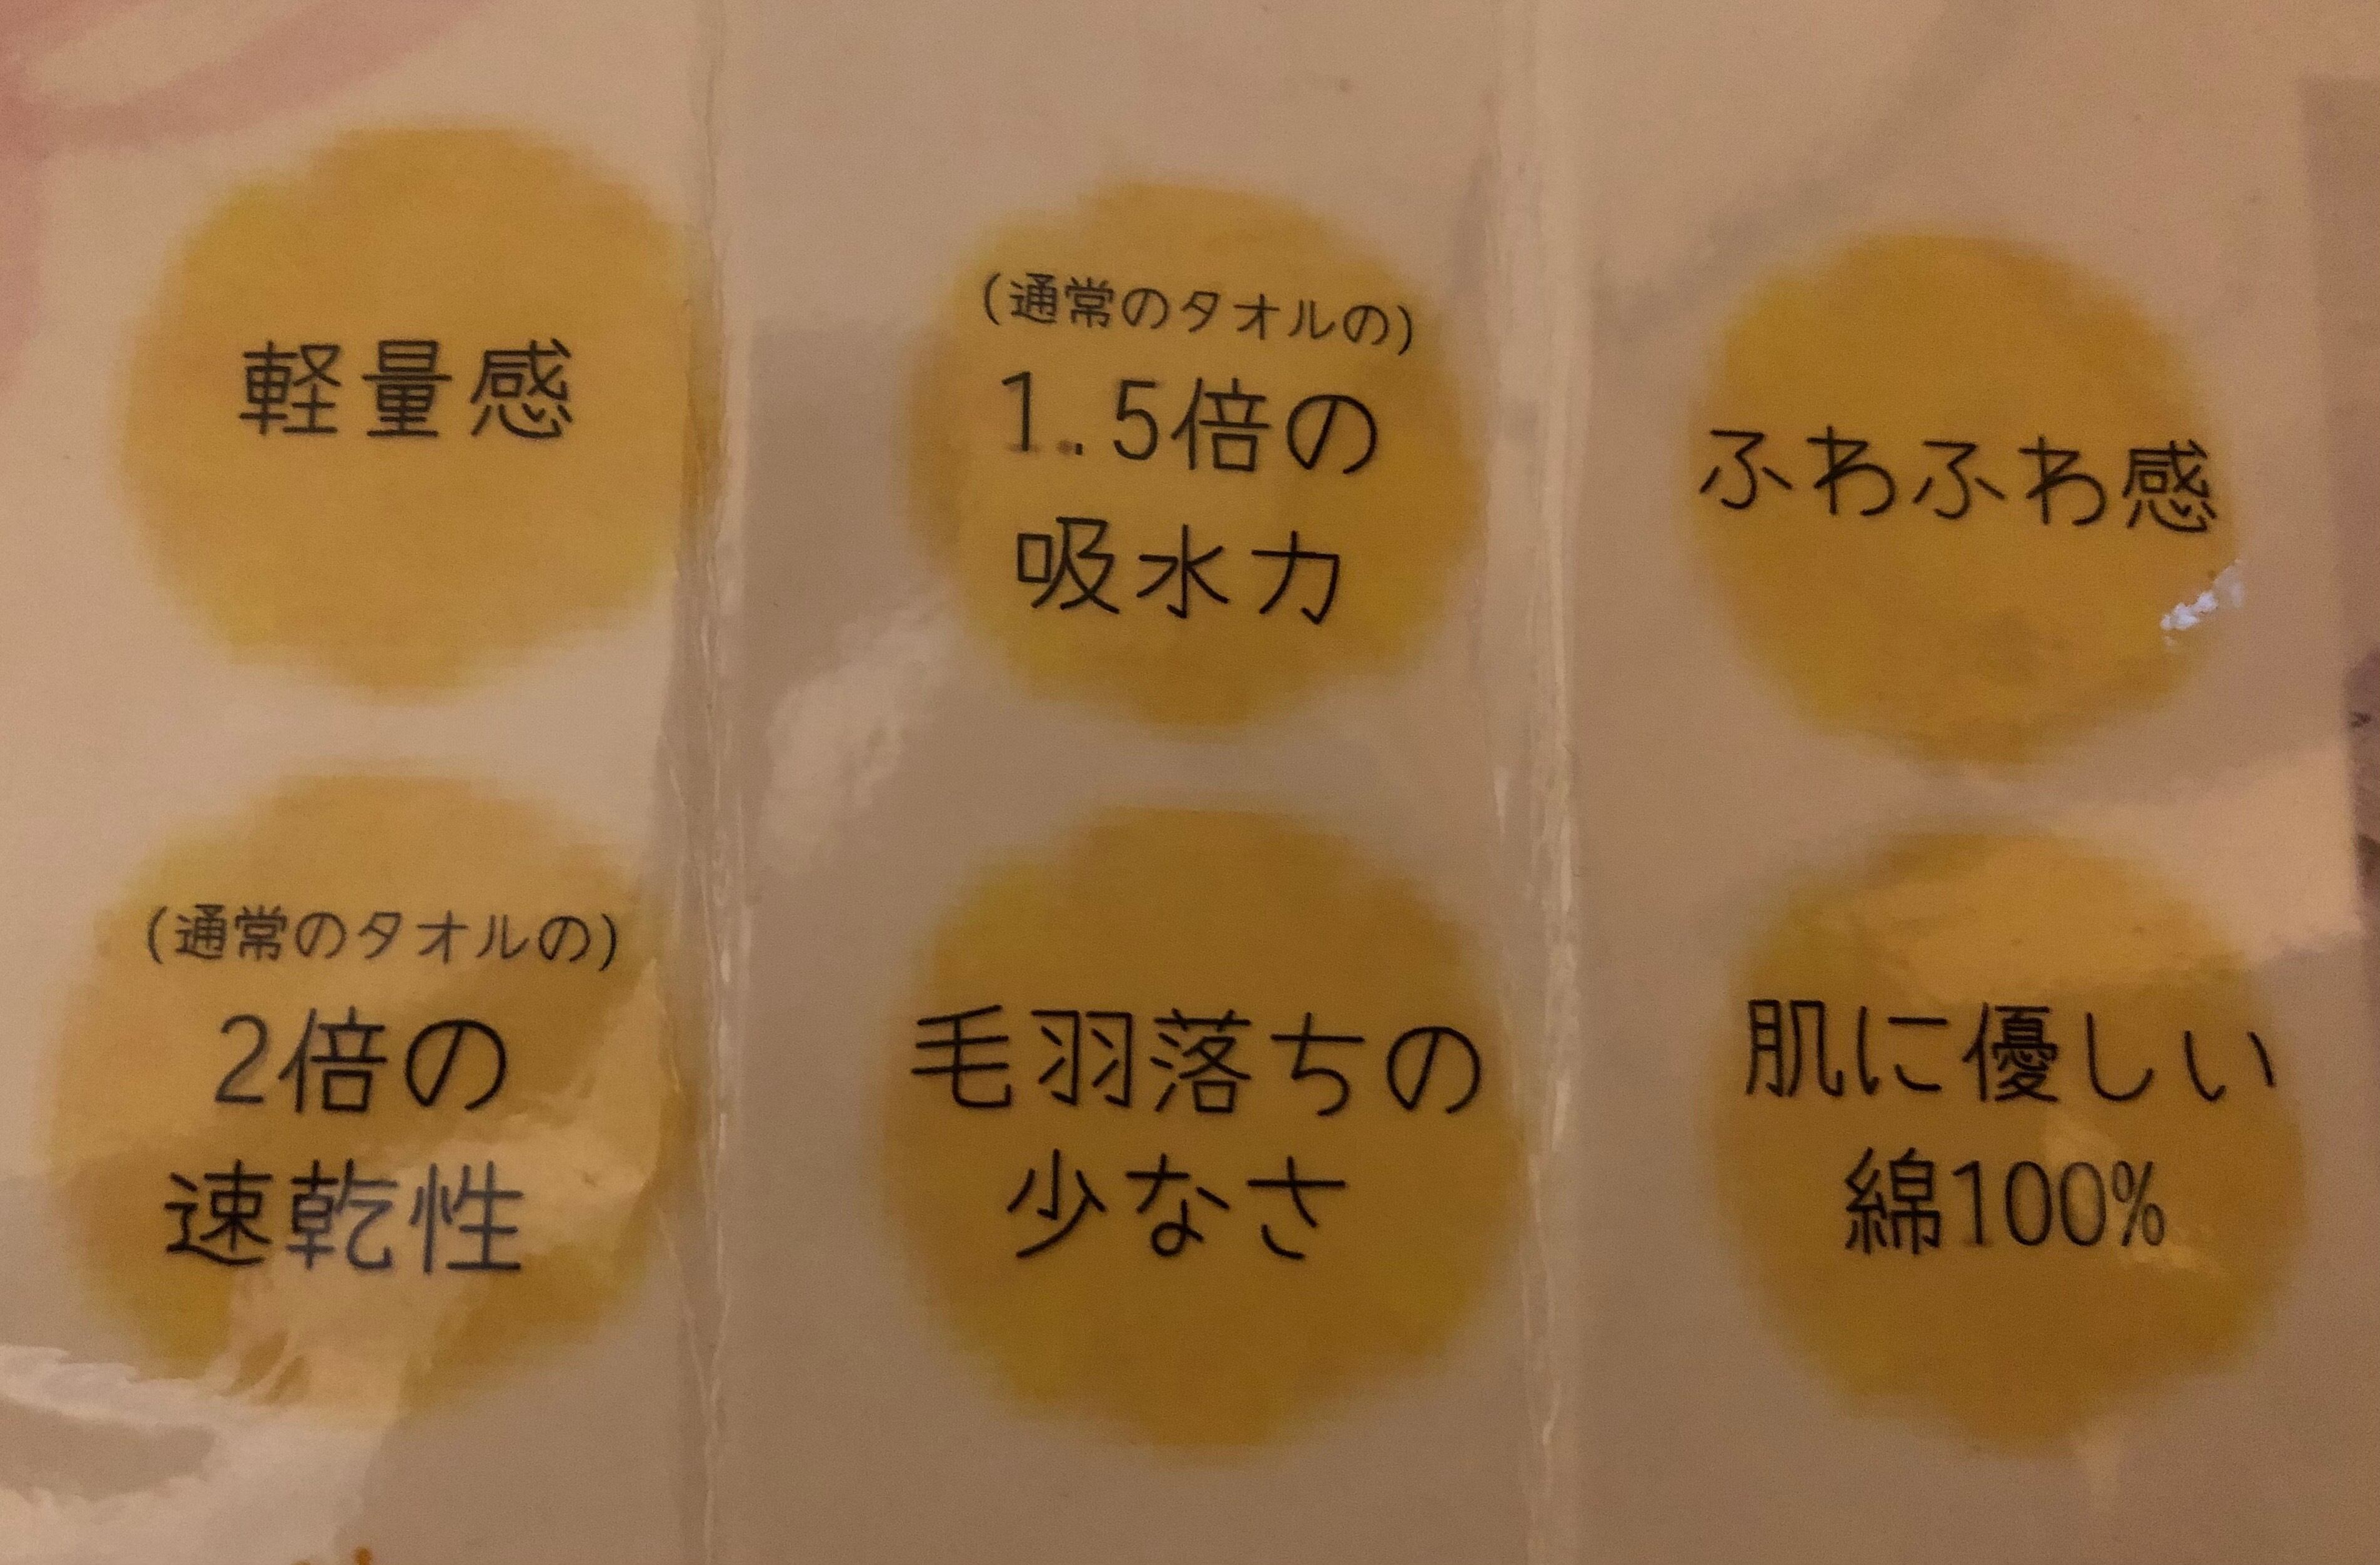 軽量感
(通常のタオルの)
1.5倍の
吸水力
ふわふわ感
(通常のタオルの)
2倍の
速乾性
毛羽落ちの
少なさ
肌に優しい
綿100%